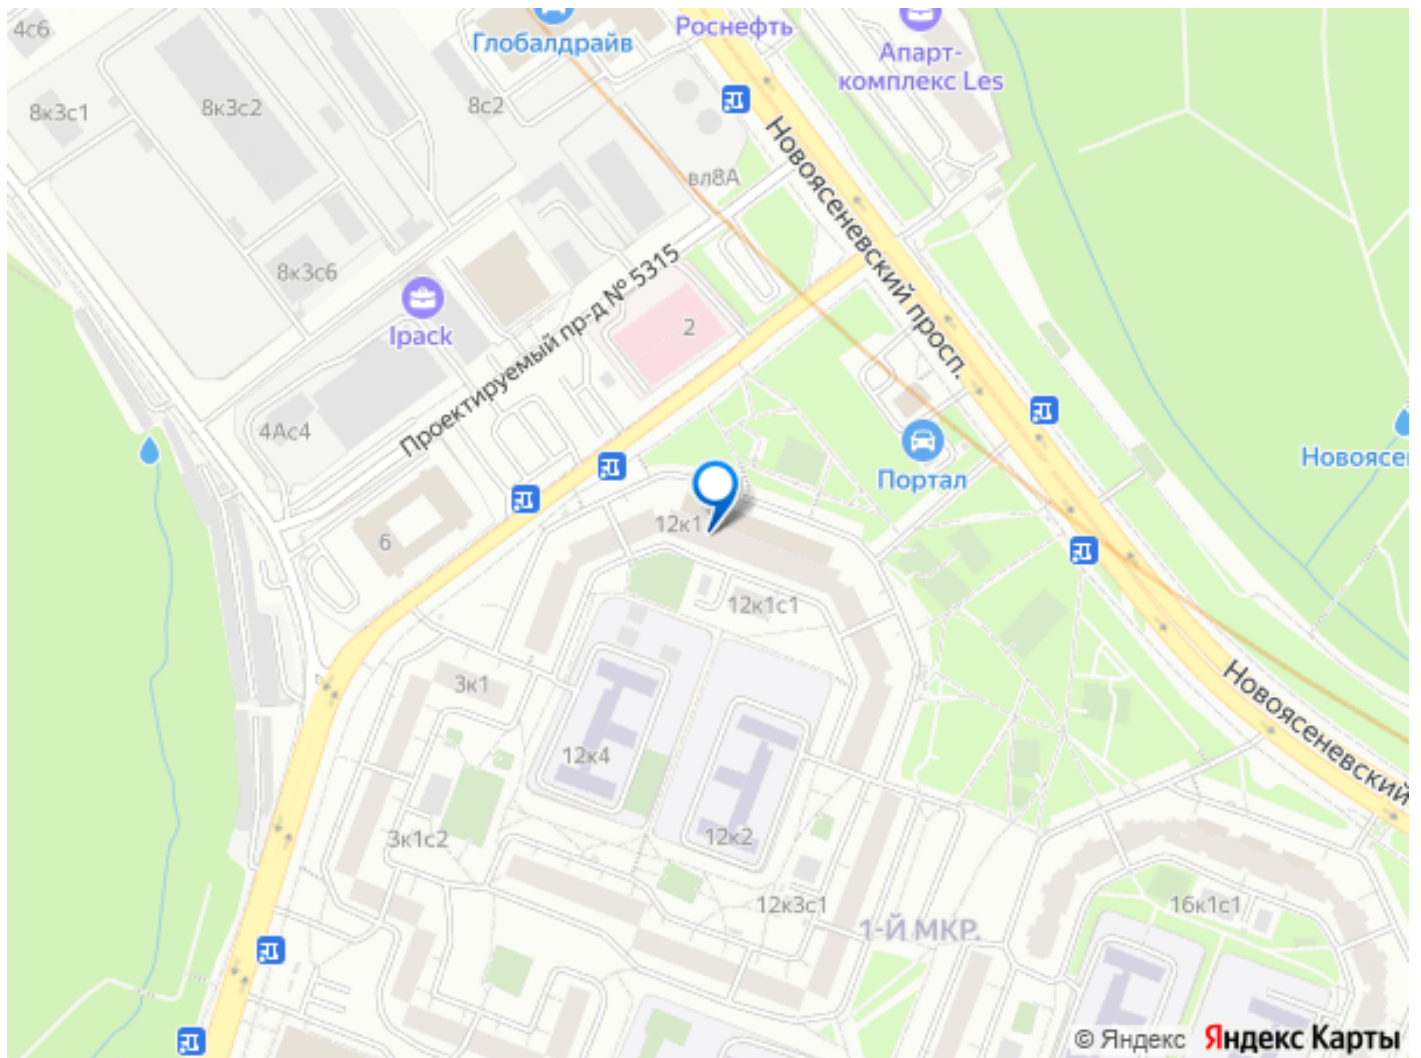 4с6
Глобалдрайв
Роснефть
Апарт-
комплекс Les
8к3с1
8к3с2
8с2
вл8А
Новоясеневский просп.
8к3с6
Проектируемый пр-д № 5315
Ipack
2
4Ас4
Портал
Новоясе
12к1
6
12к1с1
3к1
Новоясеневский
12к4
3к1с2
12к2
12к3с1
1-Й МКР.
16к1с1
© Яндекс Яндекс Карты